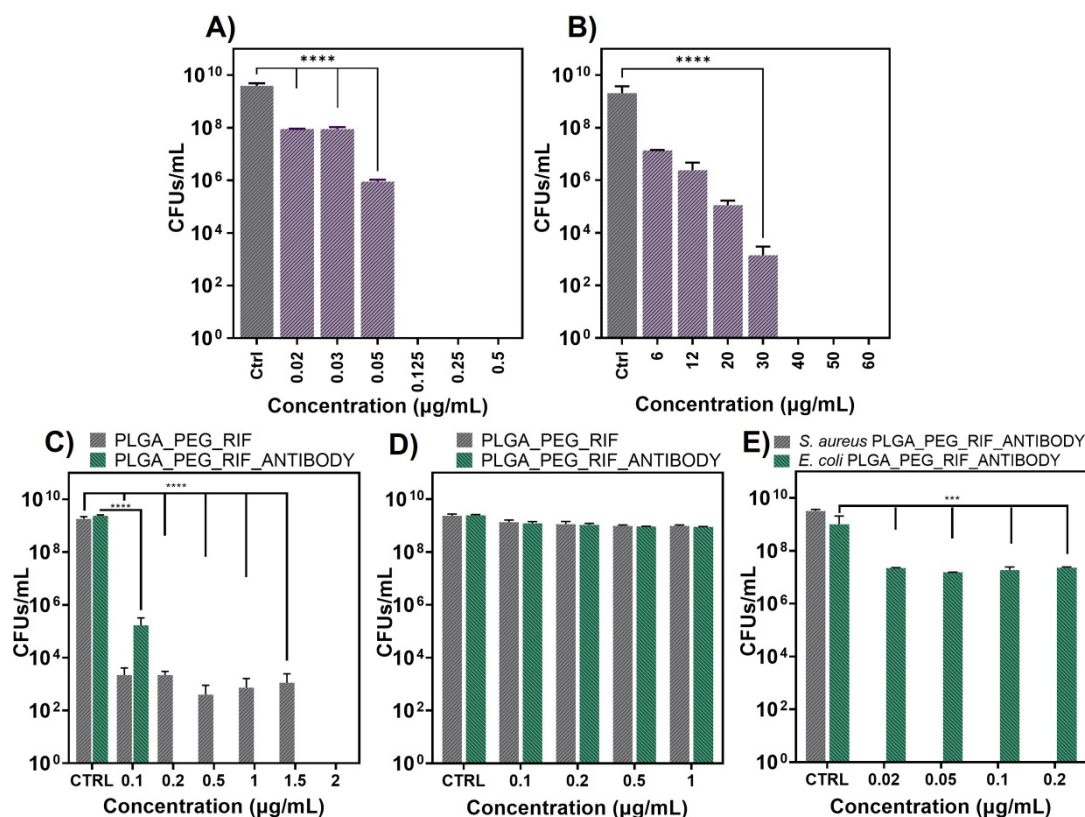 A)
CFUs/mL
10^10
10^8
10^6
10^4
10^2
10^0
****
Ctrl
0.02
0.03
0.05
0.125
0.25
0.5
Concentration (µg/mL)
B)
CFUs/mL
10^10
10^8
10^6
10^4
10^2
10^0
****
Ctrl
6
12
20
30
40
50
60
Concentration (µg/mL)
C)
PLGA_PEG_RIF
PLGA_PEG_RIF_ANTIBODY
CFUs/mL
10^10
10^8
10^6
10^4
10^2
10^0
****
****
CTRL 0.1 0.2 0.5 1 1.5 2
Concentration (µg/mL)
D)
PLGA_PEG_RIF
PLGA_PEG_RIF_ANTIBODY
CFUs/mL
10^10
10^8
10^6
10^4
10^2
10^0
CTRL 0.1 0.2 0.5 1
Concentration (µg/mL)
E)
S. aureus PLGA_PEG_RIF_ANTIBODY
E. coli PLGA_PEG_RIF_ANTIBODY
CFUs/mL
10^10
10^8
10^6
10^4
10^2
10^0
***
CTRL 0.02 0.05 0.1 0.2
Concentration (µg/mL)